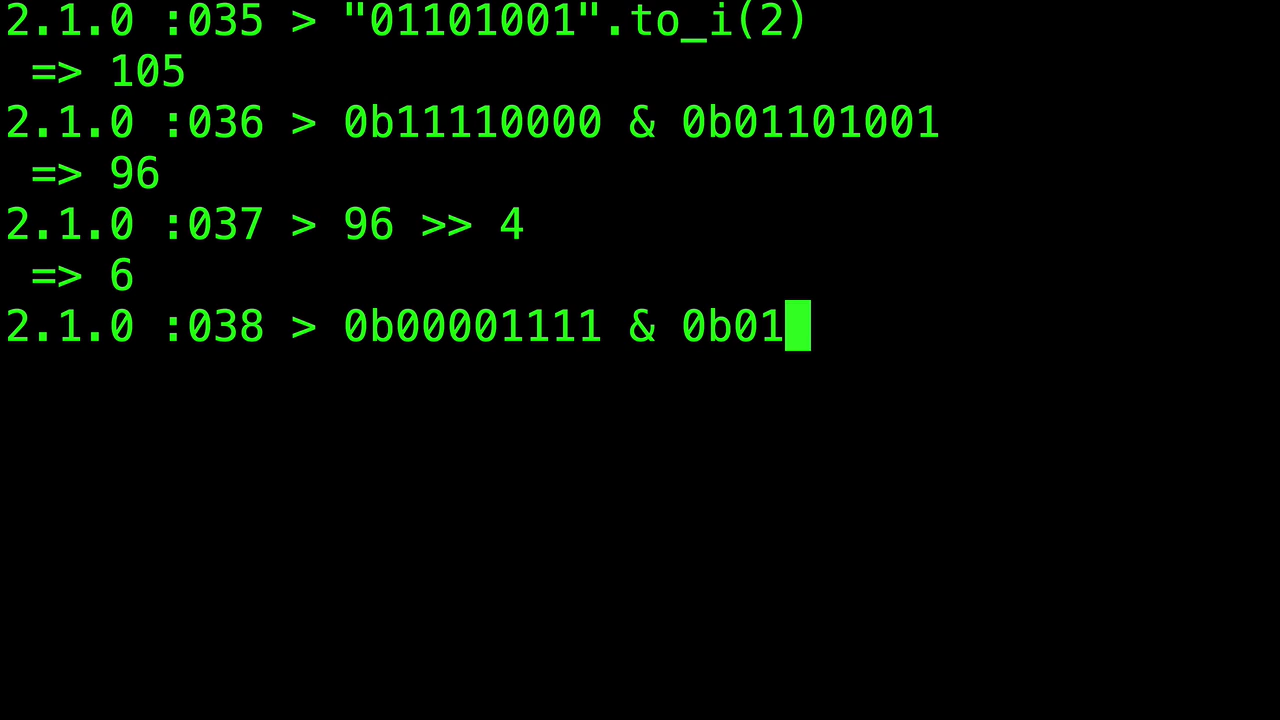 2.1.0 :035 > "01101001".to_i(2)
 => 105
2.1.0 :036 > 0b11110000 & 0b01101001
 => 96
2.1.0 :037 > 96 >> 4
 => 6
2.1.0 :038 > 0b00001111 & 0b01